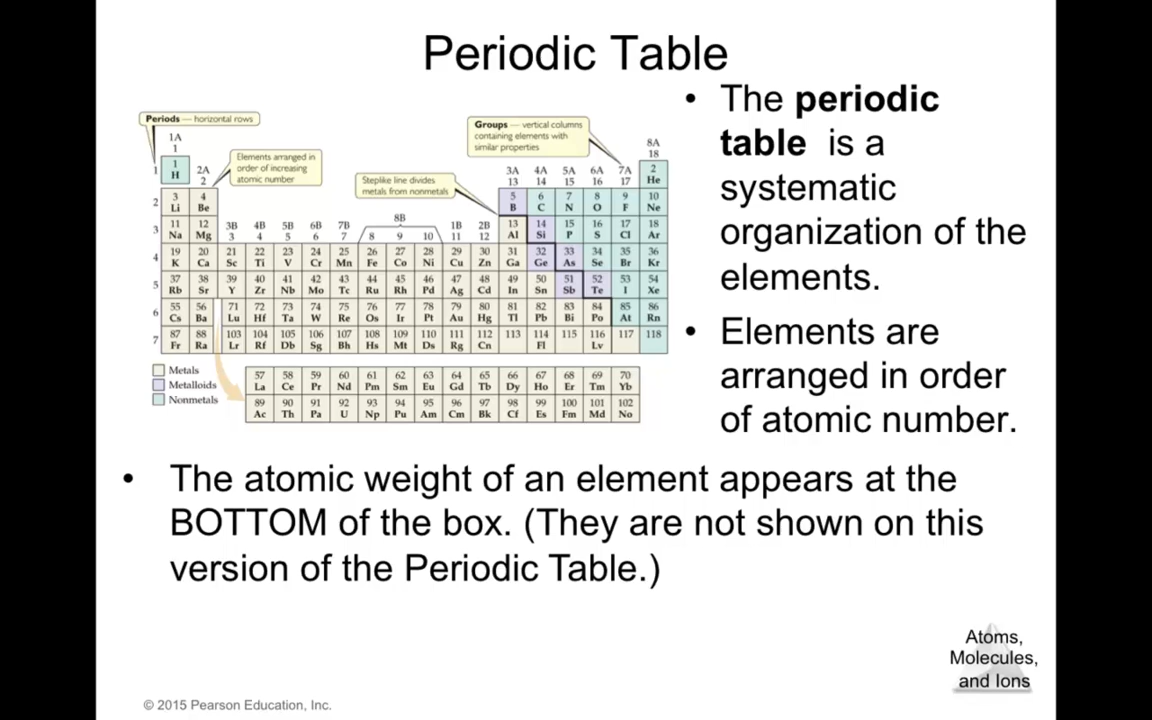 Periodic Table
Periods — horizontal rows
Groups — vertical columns
containing elements with
similar properties
Elements arranged in
order of increasing
atomic number
Steplike line divides
metals from nonmetals
1A 8A
1 18
2A 3A 4A 5A 6A 7A
2 13 14 15 16 17
1 1 2
H He
2 3 4 5 6 7 8 9 10
Li Be B C N O F Ne
3B 4B 5B 6B 7B 8B 1B 2B
3 4 5 6 7 8 9 10 11 12
3 11 12 13 14 15 16 17 18
Na Mg Al Si P S Cl Ar
4 19 20 21 22 23 24 25 26 27 28 29 30 31 32 33 34 35 36
K Ca Sc Ti V Cr Mn Fe Co Ni Cu Zn Ga Ge As Se Br Kr
5 37 38 39 40 41 42 43 44 45 46 47 48 49 50 51 52 53 54
Rb Sr Y Zr Nb Mo Tc Ru Rh Pd Ag Cd In Sn Sb Te I Xe
6 55 56 71 72 73 74 75 76 77 78 79 80 81 82 83 84 85 86
Cs Ba Lu Hf Ta W Re Os Ir Pt Au Hg Tl Pb Bi Po At Rn
7 87 88 103 104 105 106 107 108 109 110 111 112 113 114 115 116 117 118
Fr Ra Lr Rf Db Sg Bh Hs Mt Ds Rg Cn Fl Lv
57 58 59 60 61 62 63 64 65 66 67 68 69 70
La Ce Pr Nd Pm Sm Eu Gd Tb Dy Ho Er Tm Yb
89 90 91 92 93 94 95 96 97 98 99 100 101 102
Ac Th Pa U Np Pu Am Cm Bk Cf Es Fm Md No
Metals
Metalloids
Nonmetals
• The periodic
table is a
systematic
organization of the
elements.
• Elements are
arranged in order
of atomic number.
• The atomic weight of an element appears at the
BOTTOM of the box. (They are not shown on this
version of the Periodic Table.)
Atoms,
Molecules,
and Ions
© 2015 Pearson Education, Inc.